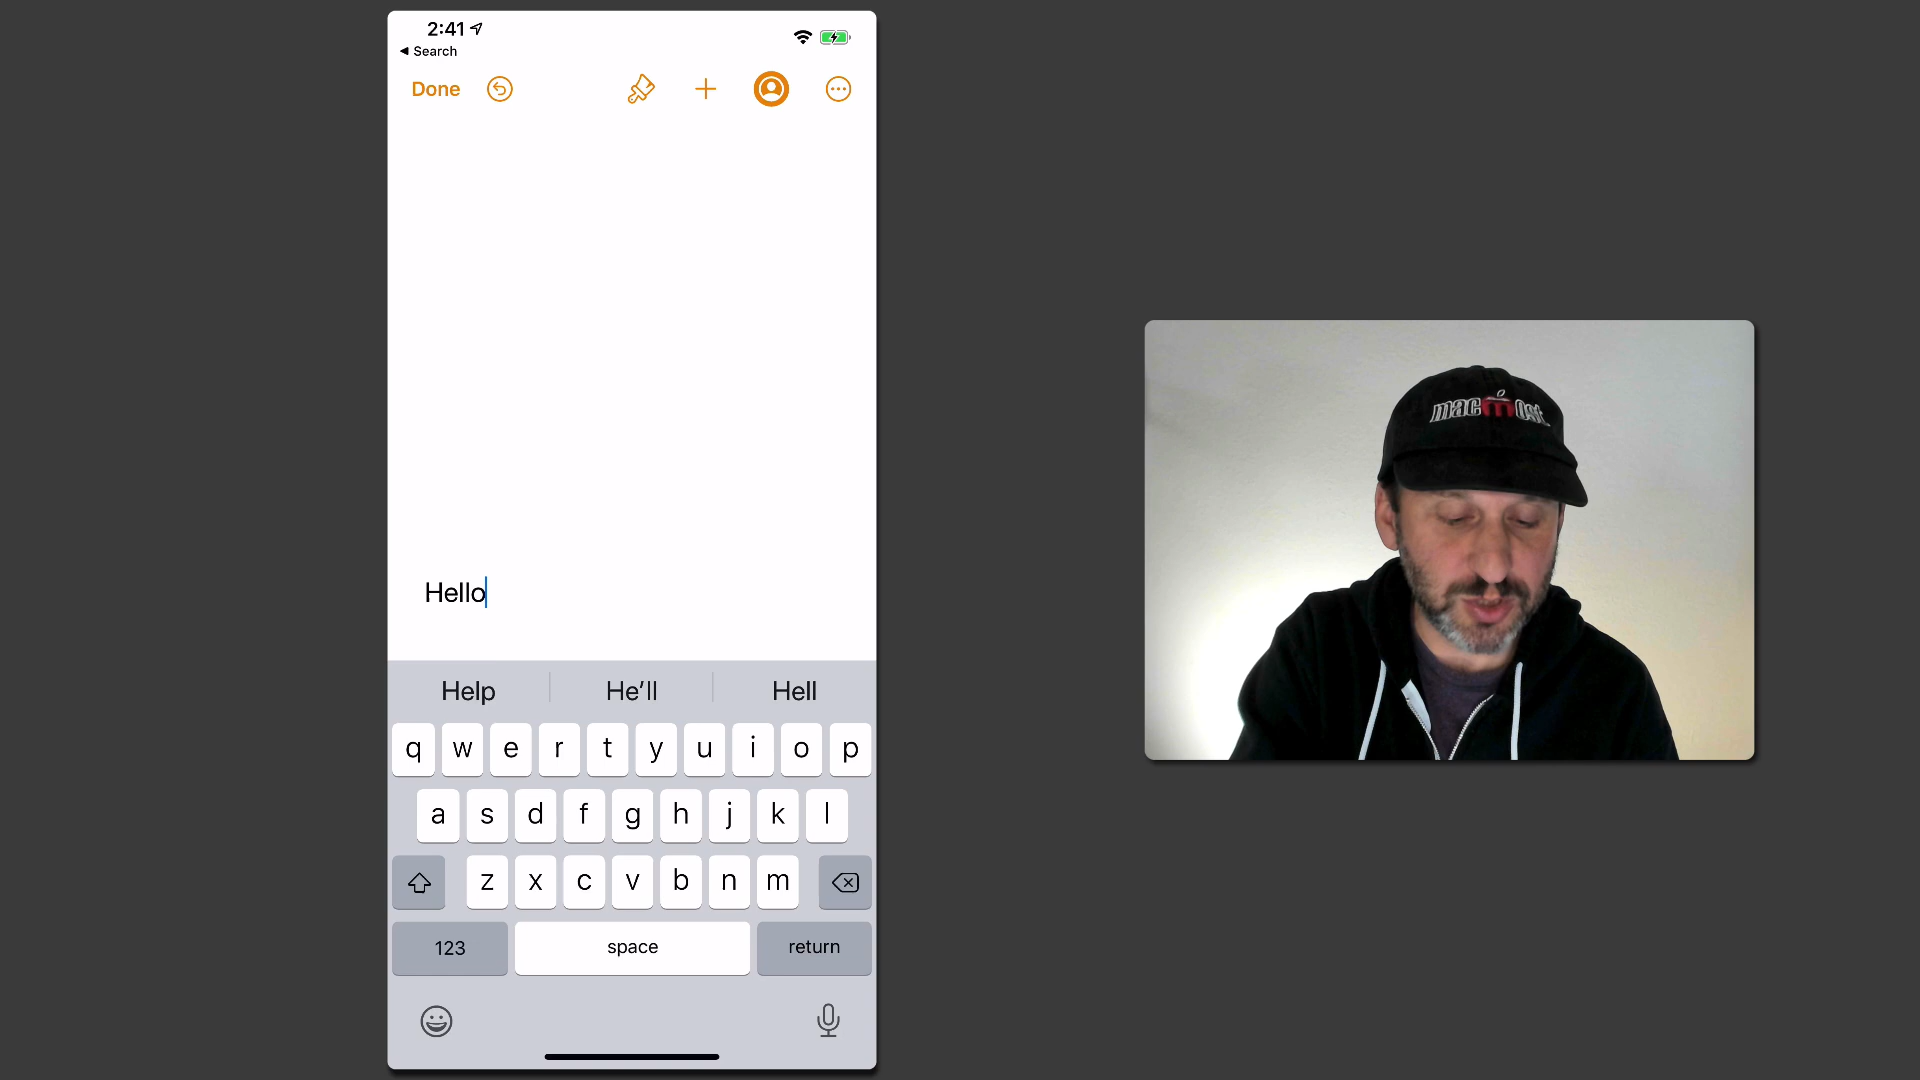 2:41
Search
Done
Hello
Help He’ll Hell
q w e r t y u i o p
a s d f g h j k l
z x c v b n m
123 space return
macmost